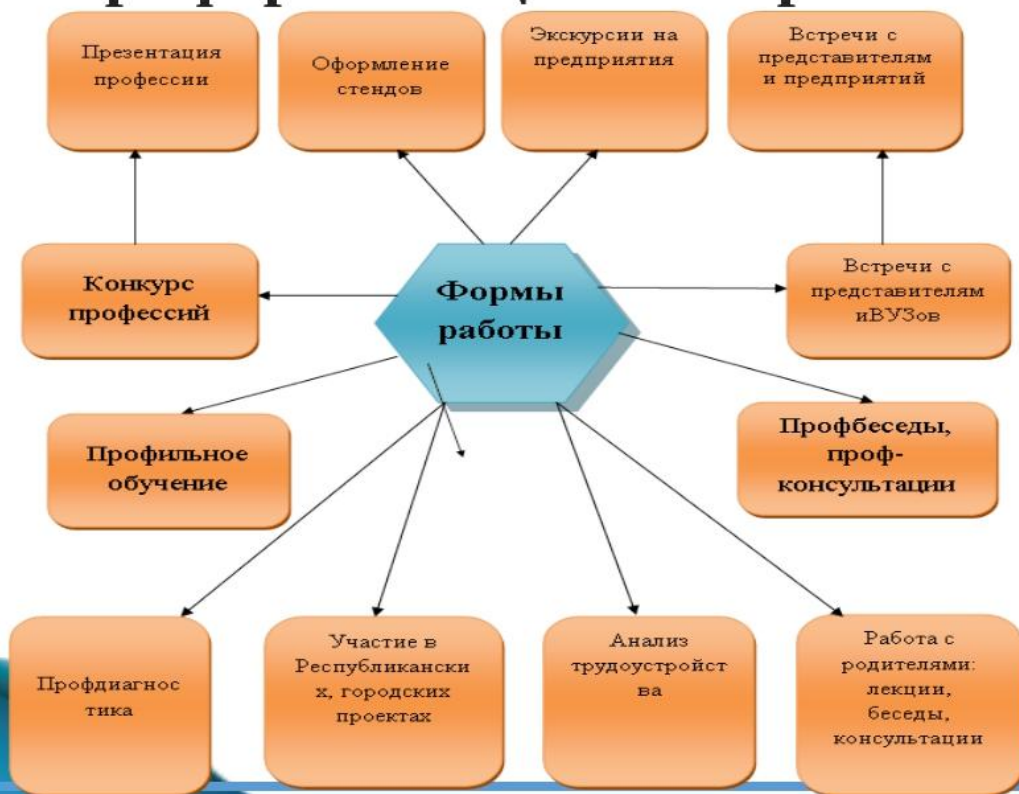 Презентация
профессии
Оформление
стендов
Экскурсии на
предприятия
Встречи с
представителям
и предприятий
Конкурс
профессий
Формы
работы
Встречи с
представителям
иВУЗов
Профильное
обучение
Профбеседы,
проф-
консультации
Профдиагнос
тика
Участие в
Республикански
х, городских
проектах
Анализ
трудоустройст
ва
Работа с
родителями:
лекции,
беседы,
консультации